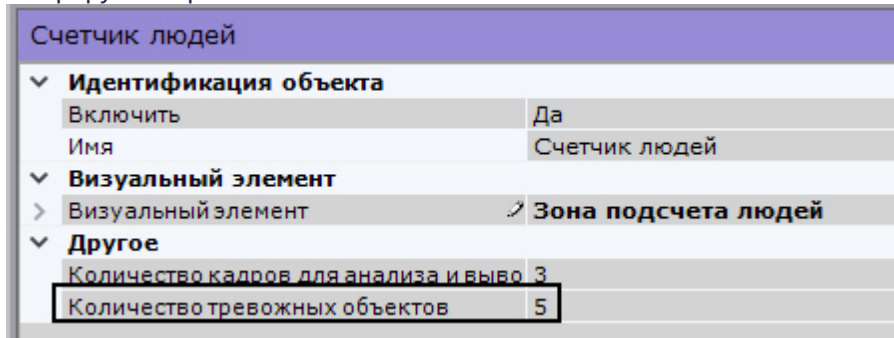 Счетчик людей
Идентификация объекта
Включить Да
Имя Счетчик людей
Визуальный элемент
Визуальный элемент Зона подсчета людей
Другое
Количество кадров для анализа и выво 3
Количество тревожных объектов 5